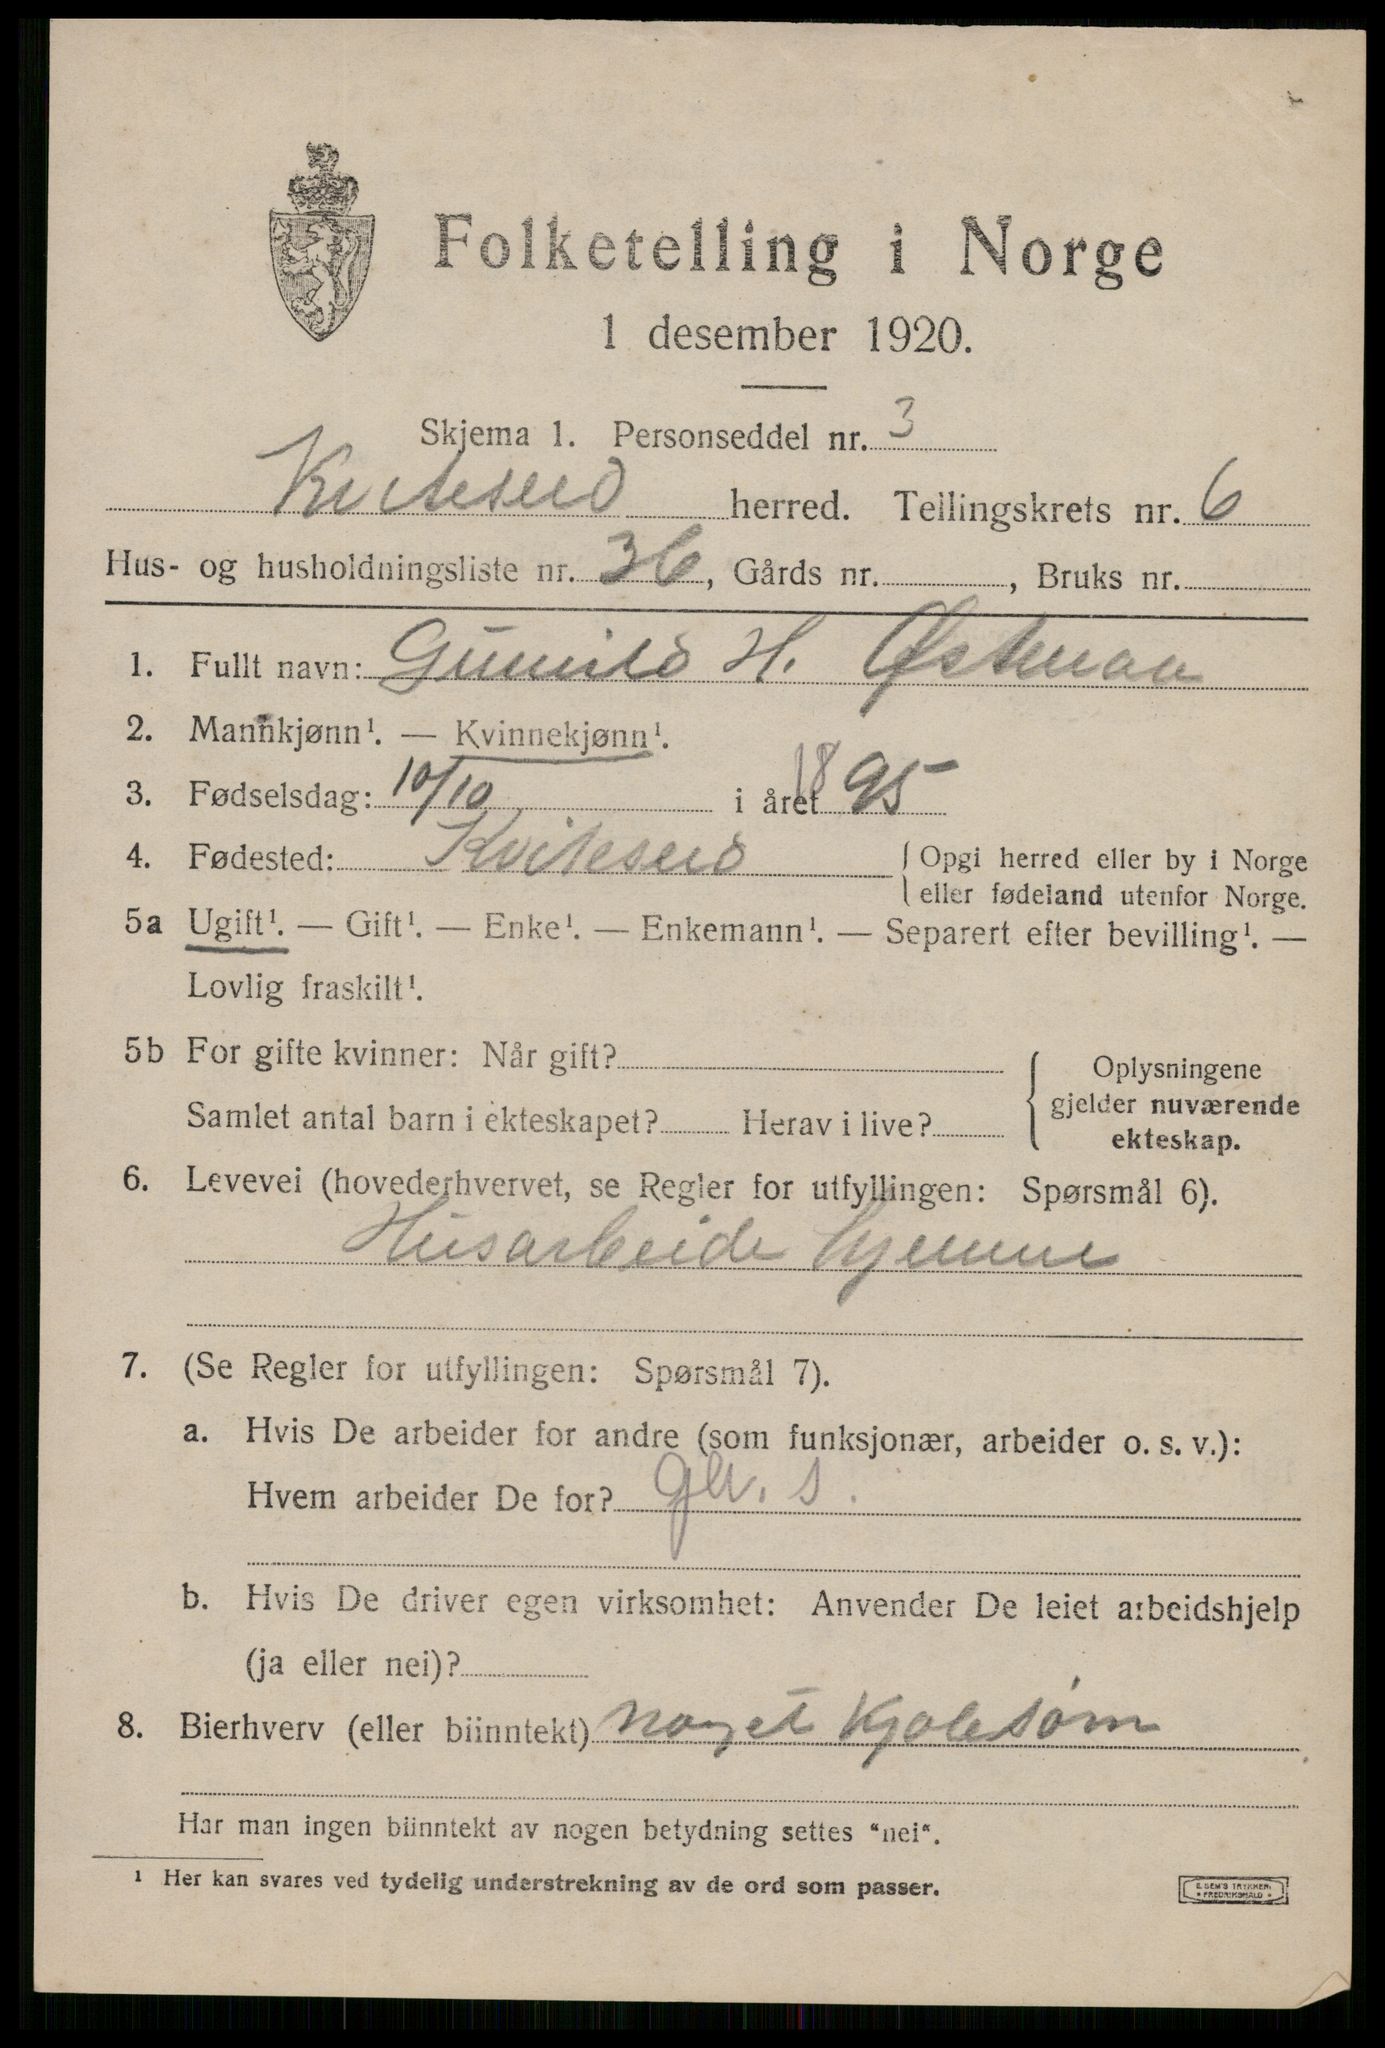 Folketelling i Norge
1 desember 1920.
Skjema 1. Personseddel nr. 3
Kviteseid herred. Tellingskrets nr. 6
Hus- og husholdningsliste nr. 36, Gårds nr. , Bruks nr.
1. Fullt navn: Gunnild H. Østman
2. Mannkjønn¹. — Kvinnekjønn¹.
3. Fødselsdag: 10/10 i året 1895
4. Fødested: Kviteseid { Opgi herred eller by i Norge
eller fødeland utenfor Norge.
5a Ugift¹. — Gift¹. — Enke¹. — Enkemann¹. — Separert efter bevilling¹. —
Lovlig fraskilt¹.
5b For gifte kvinner: Når gift? { Oplysningene
gjelder nuværende
ekteskap.
Samlet antal barn i ekteskapet? Herav i live?
6. Levevei (hovederhvervet, se Regler for utfyllingen: Spørsmål 6).
Husarbeide hjemme
7. (Se Regler for utfyllingen: Spørsmål 7).
a. Hvis De arbeider for andre (som funksjonær, arbeider o. s. v.):
Hvem arbeider De for?
b. Hvis De driver egen virksomhet: Anvender De leiet arbeidshjelp
(ja eller nei)?
8. Bierhverv (eller biinntekt) noget Kjolesøm
Har man ingen biinntekt av nogen betydning settes "nei".
¹ Her kan svares ved tydelig understrekning av de ord som passer.
E. SEM'S TRYKKERI
• FREDRIKSHALD •